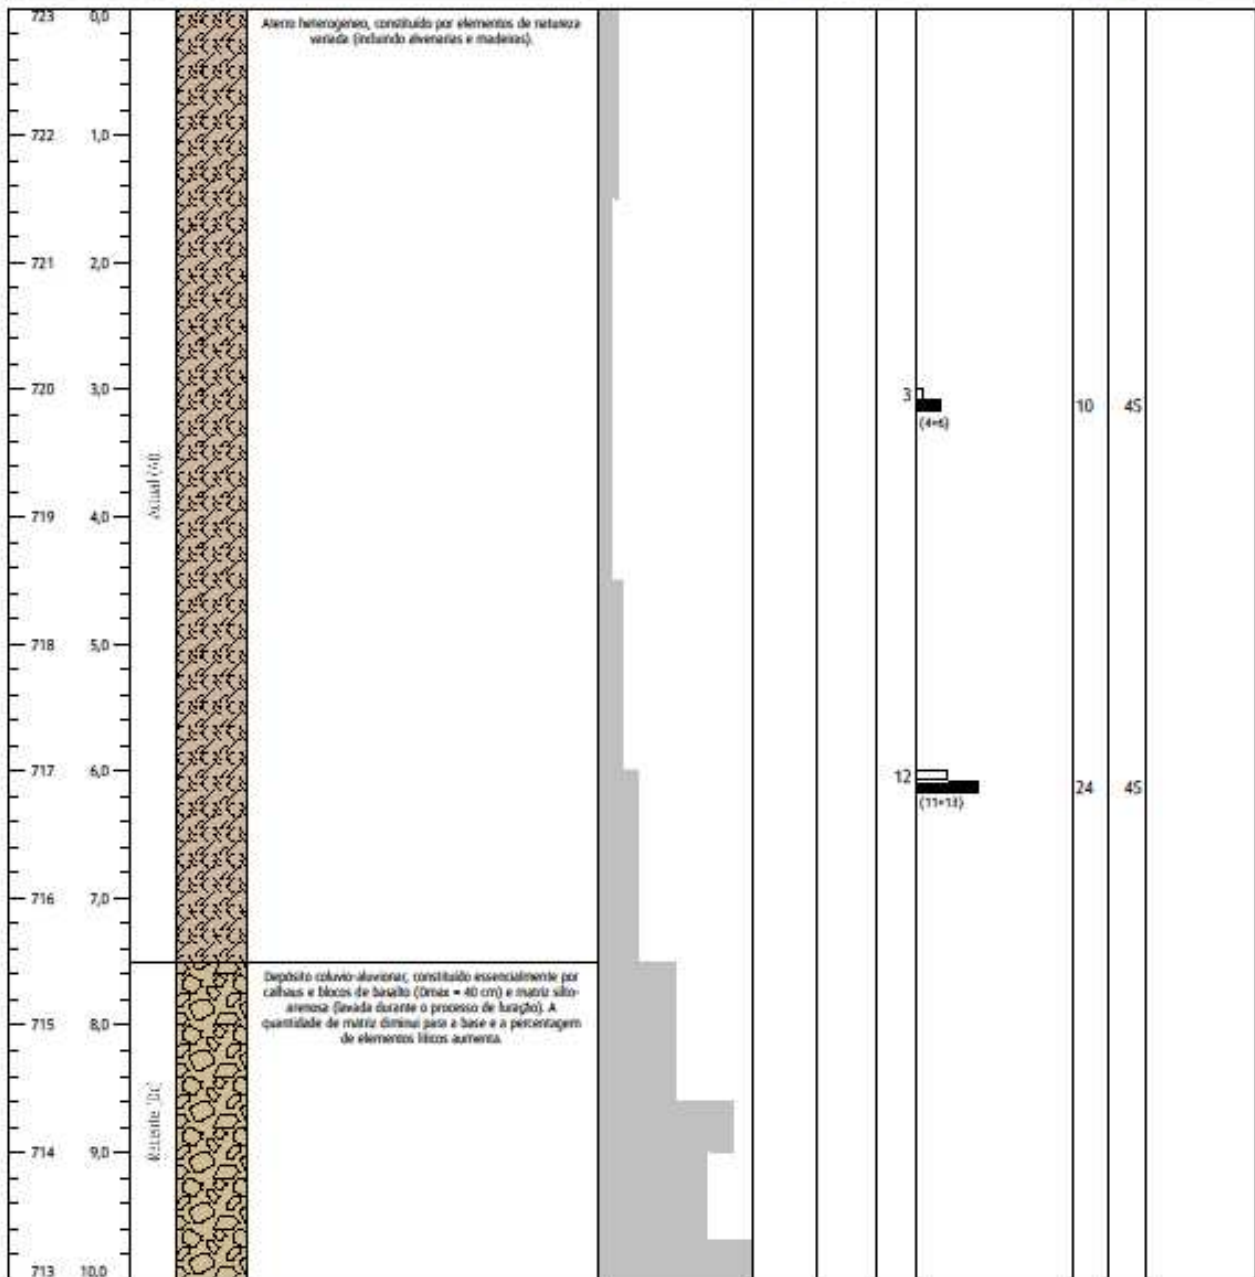 723 0,0
Aterro heterogeneo, constituído por elementos de natureza
variada (incluindo alvenarias e madeiras).
722 1,0
721 2,0
720 3,0
3
(4+6)
10 45
Actual (At)
719 4,0
718 5,0
717 6,0
12
(11+13)
24 45
716 7,0
Depósito coluvio-aluvionar, constituído essencialmente por
calhaus e blocos de basalto (Dmax = 40 cm) e matriz silto-
arenosa (lavada durante o processo de furação). A
quantidade de matriz diminui para a base e a percentagem
de elementos líticos aumenta.
715 8,0
Recente
714 9,0
713 10,0